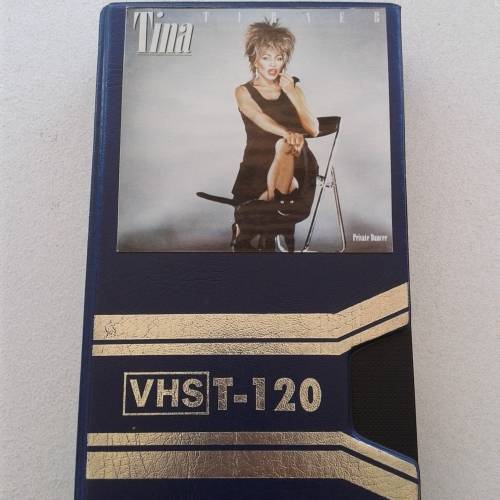 Tina
TURNER
Private Dancer
VHS T-120